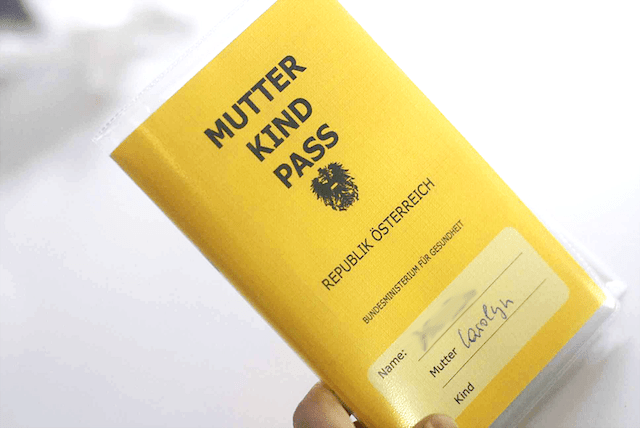 MUTTER
KIND
PASS
REPUBLIK ÖSTERREICH
BUNDESMINISTERIUM FÜR GESUNDHEIT
Name:
Mutter Carolyn
Kind